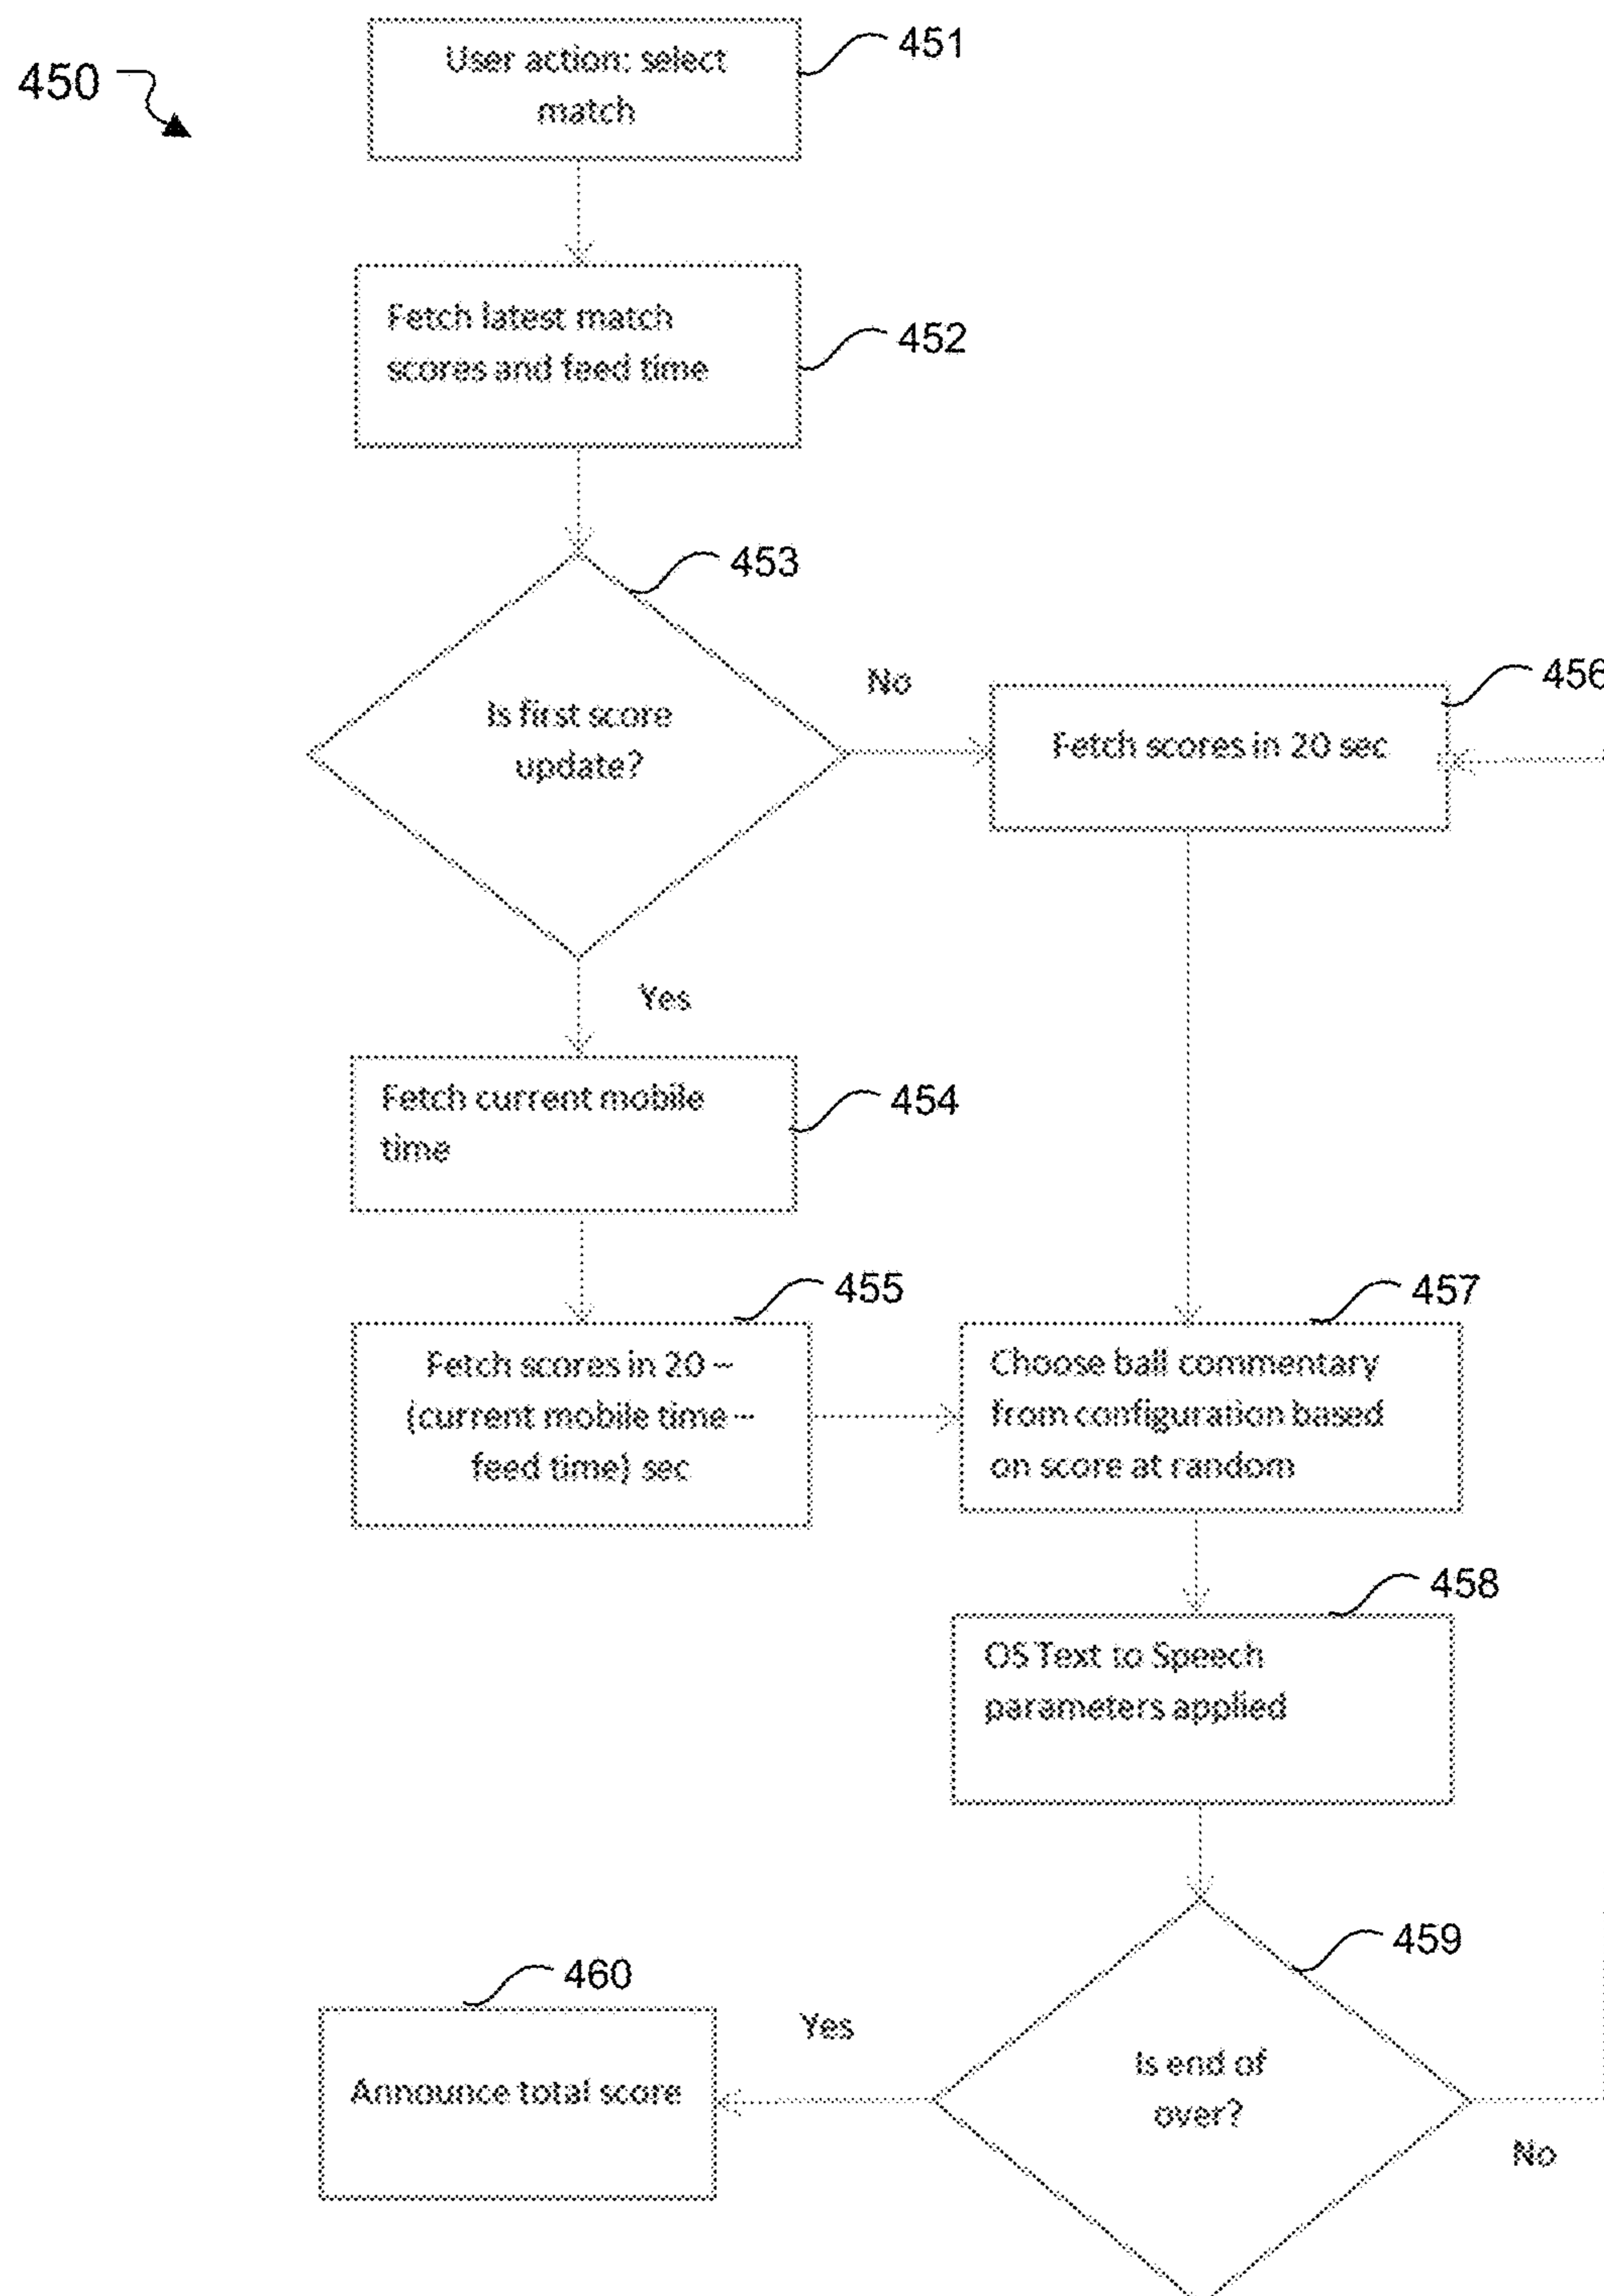 450
451
User action: select
match
452
Fetch latest match
scores and feed time
453
Is first score
update?
No
456
Fetch scores in 20 sec
Yes
454
Fetch current mobile
time
455
Fetch scores in 20 –
(current mobile time –
feed time) sec
457
Choose ball commentary
from configuration based
on score at random
458
OS Text to Speech
parameters applied
459
Is end of
over?
Yes
No
460
Announce total score